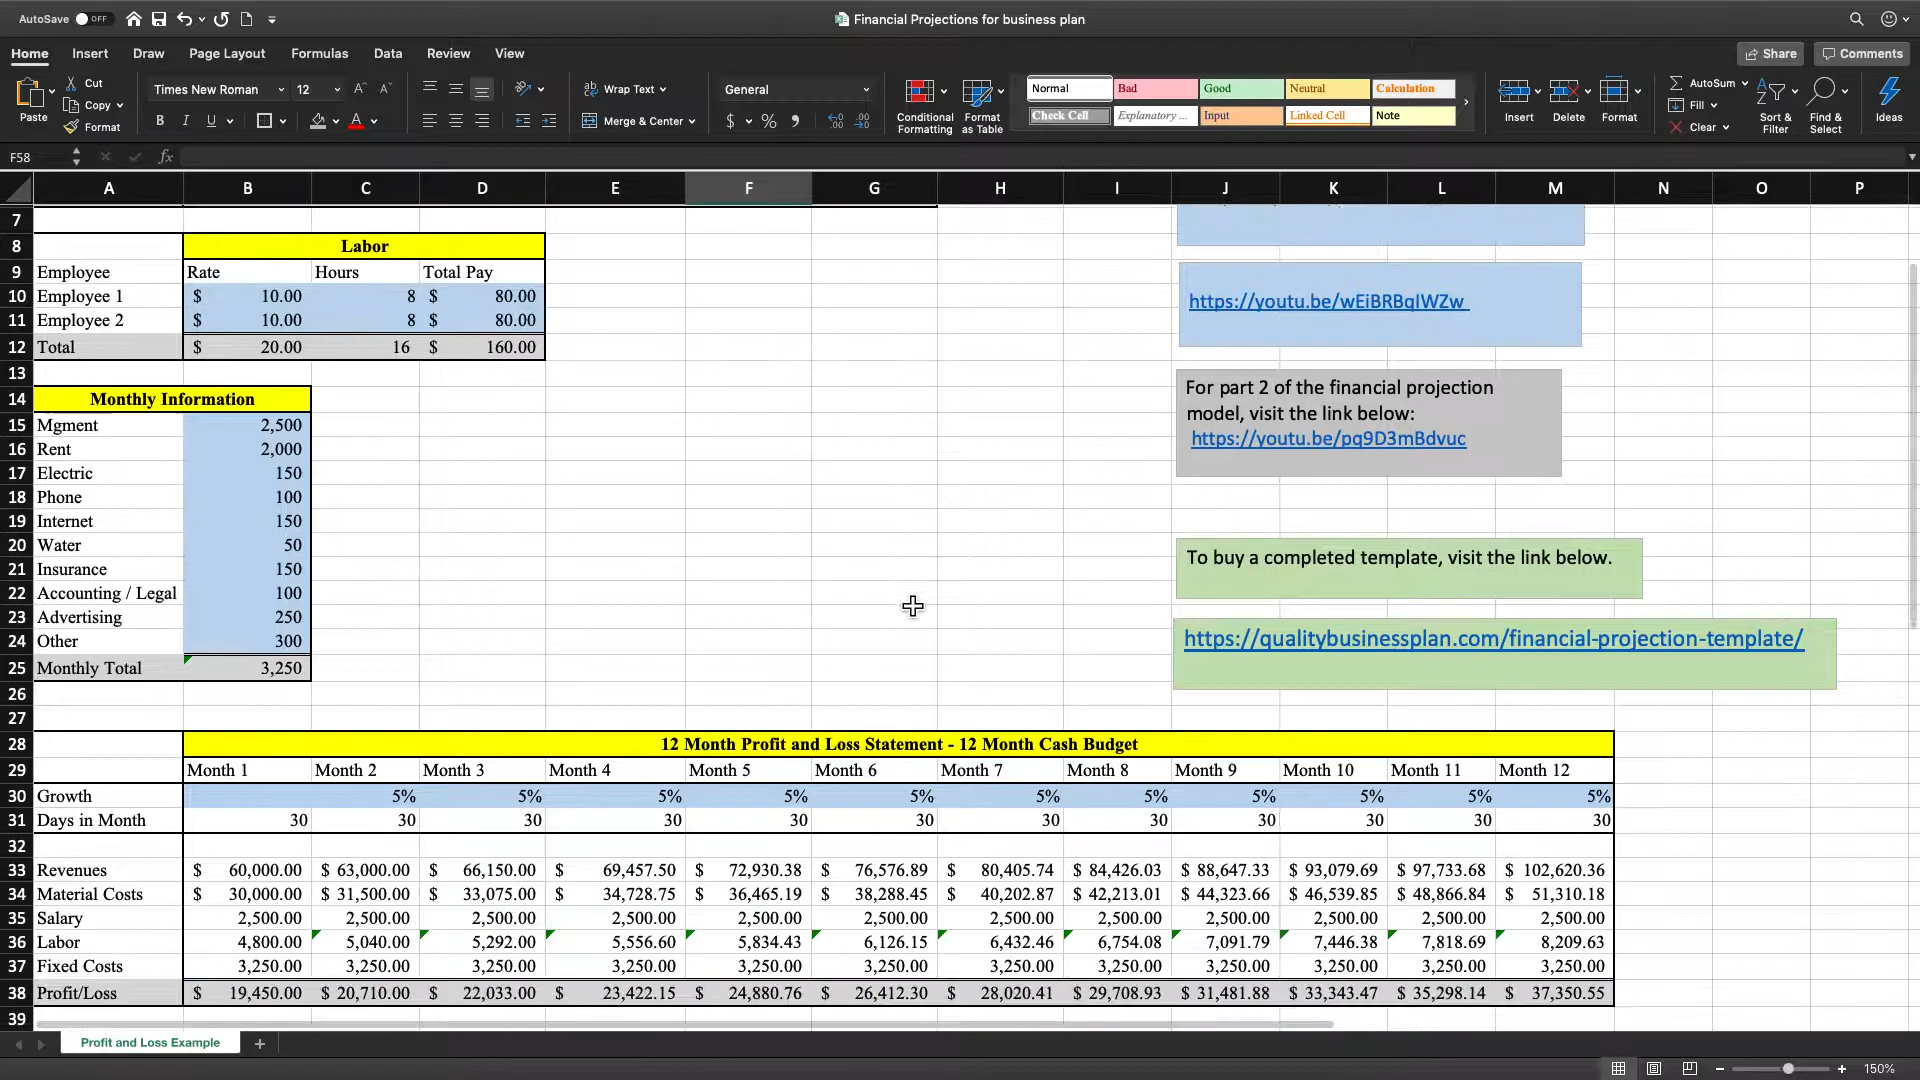 AutoSave OFF
Financial Projections for business plan
Home Insert Draw Page Layout Formulas Data Review View
Share Comments
Paste
Cut
Copy
Format
Times New Roman 12
B I U
Wrap Text
Merge & Center
General
$ % ,
Conditional Formatting
Format as Table
Normal Bad Good Neutral Calculation
Check Cell Explanatory ... Input Linked Cell Note
Insert Delete Format
AutoSum
Fill
Clear
Sort & Filter
Find & Select
Ideas
F58 fx
A B C D E F G H I J K L M N O P
7
8 Labor
9 Employee Rate Hours Total Pay
10 Employee 1 $ 10.00 8 $ 80.00
11 Employee 2 $ 10.00 8 $ 80.00
12 Total $ 20.00 16 $ 160.00
13
14 Monthly Information
15 Mgment 2,500
16 Rent 2,000
17 Electric 150
18 Phone 100
19 Internet 150
20 Water 50
21 Insurance 150
22 Accounting / Legal 100
23 Advertising 250
24 Other 300
25 Monthly Total 3,250
26
27
https://youtu.be/wEiBRBqIWZw
For part 2 of the financial projection
model, visit the link below:
https://youtu.be/pq9D3mBdvuc
To buy a completed template, visit the link below.
https://qualitybusinessplan.com/financial-projection-template/
28 12 Month Profit and Loss Statement - 12 Month Cash Budget
29 Month 1 Month 2 Month 3 Month 4 Month 5 Month 6 Month 7 Month 8 Month 9 Month 10 Month 11 Month 12
30 Growth 5% 5% 5% 5% 5% 5% 5% 5% 5% 5% 5%
31 Days in Month 30 30 30 30 30 30 30 30 30 30 30 30
32
33 Revenues $ 60,000.00 $ 63,000.00 $ 66,150.00 $ 69,457.50 $ 72,930.38 $ 76,576.89 $ 80,405.74 $ 84,426.03 $ 88,647.33 $ 93,079.69 $ 97,733.68 $ 102,620.36
34 Material Costs $ 30,000.00 $ 31,500.00 $ 33,075.00 $ 34,728.75 $ 36,465.19 $ 38,288.45 $ 40,202.87 $ 42,213.01 $ 44,323.66 $ 46,539.85 $ 48,866.84 $ 51,310.18
35 Salary 2,500.00 2,500.00 2,500.00 2,500.00 2,500.00 2,500.00 2,500.00 2,500.00 2,500.00 2,500.00 2,500.00 2,500.00
36 Labor 4,800.00 5,040.00 5,292.00 5,556.60 5,834.43 6,126.15 6,432.46 6,754.08 7,091.79 7,446.38 7,818.69 8,209.63
37 Fixed Costs 3,250.00 3,250.00 3,250.00 3,250.00 3,250.00 3,250.00 3,250.00 3,250.00 3,250.00 3,250.00 3,250.00 3,250.00
38 Profit/Loss $ 19,450.00 $ 20,710.00 $ 22,033.00 $ 23,422.15 $ 24,880.76 $ 26,412.30 $ 28,020.41 $ 29,708.93 $ 31,481.88 $ 33,343.47 $ 35,298.14 $ 37,350.55
39
Profit and Loss Example
150%